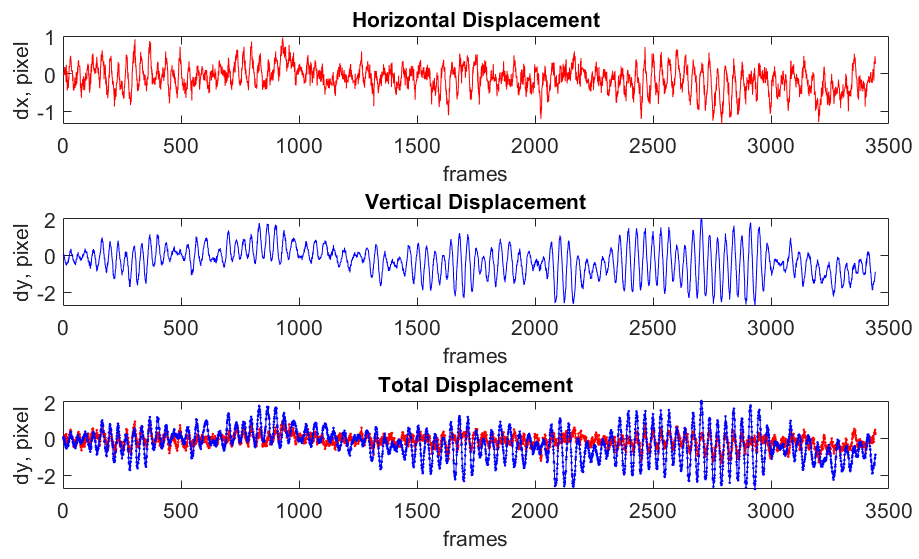 Horizontal Displacement
1
0
-1
dx, pixel
0 500 1000 1500 2000 2500 3000 3500
frames
Vertical Displacement
2
0
-2
dy, pixel
0 500 1000 1500 2000 2500 3000 3500
frames
Total Displacement
2
0
-2
dy, pixel
0 500 1000 1500 2000 2500 3000 3500
frames